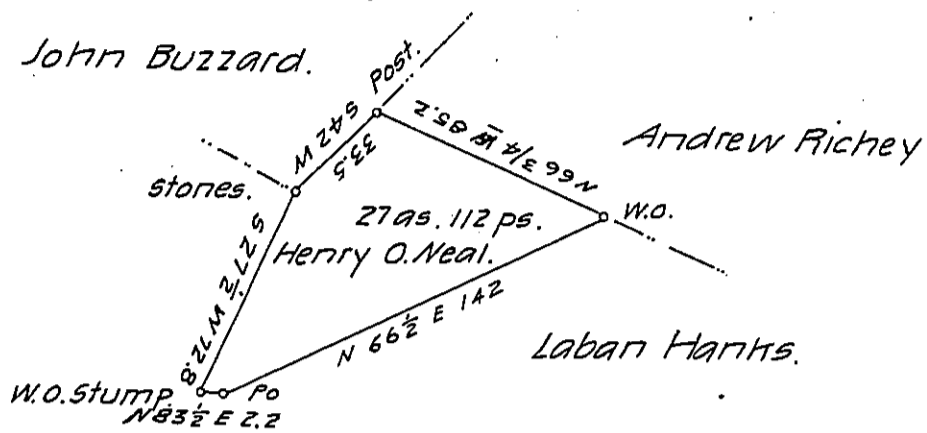 John Buzzard.
Post.
S 42 W
33.5
N 66 3/4 W 85.2
Andrew Richey
stones.
W.O.
27 as. 112 ps.
Henry O.Neal.
S 27 1/2 W 72.8
N 66 1/2 E 142
Laban Hanks.
W.O. Stump.
Po
N 83 1/2 E 2.2